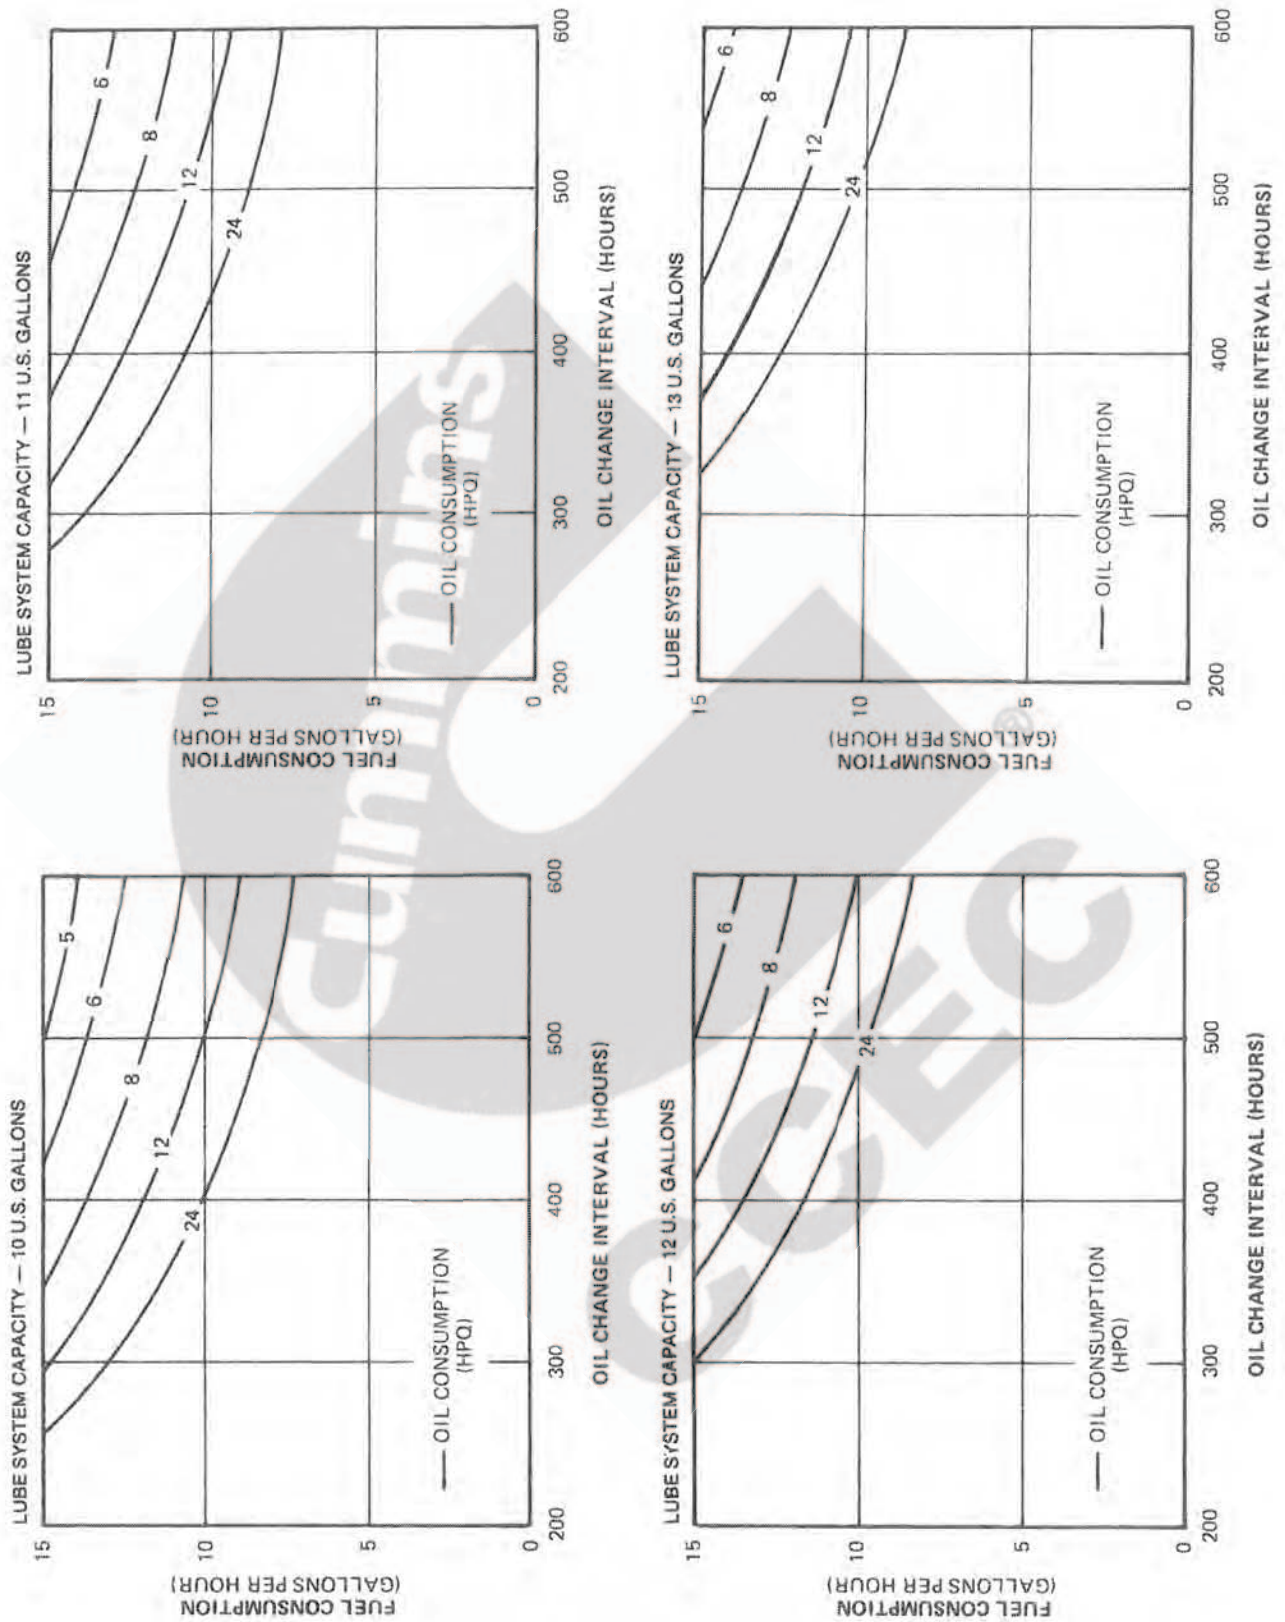 LUBE SYSTEM CAPACITY — 10 U.S. GALLONS
FUEL CONSUMPTION
(GALLONS PER HOUR)
15
10
5
0
5
6
8
12
24
— OIL CONSUMPTION
(HPQ)
200
300
400
500
600
OIL CHANGE INTERVAL (HOURS)
LUBE SYSTEM CAPACITY — 11 U.S. GALLONS
FUEL CONSUMPTION
(GALLONS PER HOUR)
15
10
5
0
6
8
12
24
— OIL CONSUMPTION
(HPQ)
200
300
400
500
600
OIL CHANGE INTERVAL (HOURS)
LUBE SYSTEM CAPACITY — 12 U.S. GALLONS
FUEL CONSUMPTION
(GALLONS PER HOUR)
15
10
5
0
6
8
12
24
— OIL CONSUMPTION
(HPQ)
200
300
400
500
600
OIL CHANGE INTERVAL (HOURS)
LUBE SYSTEM CAPACITY — 13 U.S. GALLONS
FUEL CONSUMPTION
(GALLONS PER HOUR)
15
10
5
0
6
8
12
24
— OIL CONSUMPTION
(HPQ)
200
300
400
500
600
OIL CHANGE INTERVAL (HOURS)
Cummins
®
CCEC